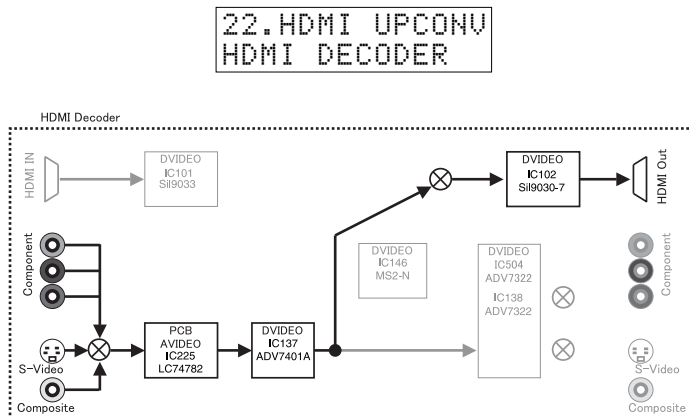 22.HDMI UPCONV
HDMI DECODER
HDMI Decoder
HDMI IN
DVIDEO
IC101
SiI9033
DVIDEO
IC102
SiI9030-7
HDMI Out
Component
DVIDEO
IC146
MS2-N
DVIDEO
IC504
ADV7322
IC138
ADV7322
Component
PCB
AVIDEO
IC225
LC74782
DVIDEO
IC137
ADV7401A
S-Video
S-Video
Composite
Composite